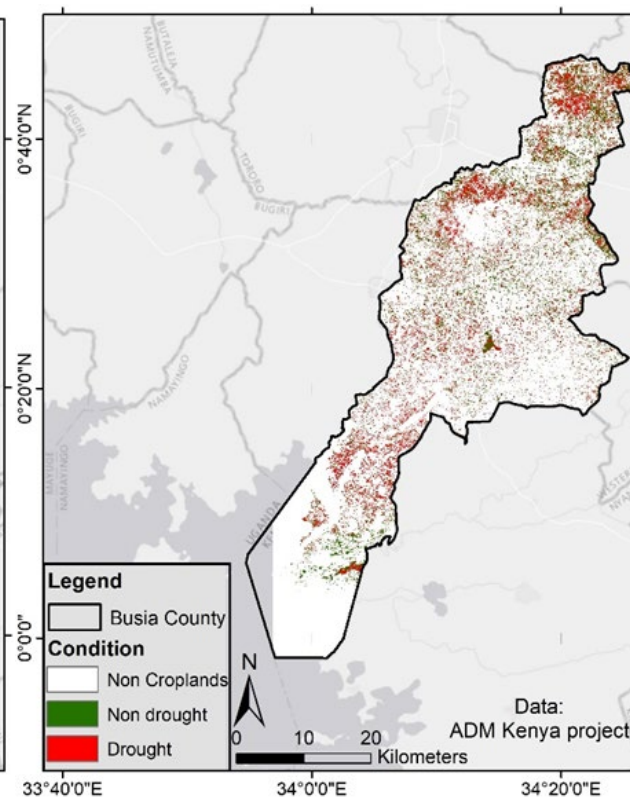 BUTALEJA
NAMUTUMBA
BUGIRI
TORORO
BUGIRI
0°40'0"N
0°20'0"N
0°0'0"
NAMAYINGO
MAYUGE
NAMAYINGO
UGANDA
Legend
Busia County
Condition
Non Croplands
Non drought
Drought
N
0 10 20
Kilometers
Data:
ADM Kenya project
33°40'0"E 34°0'0"E 34°20'0"E